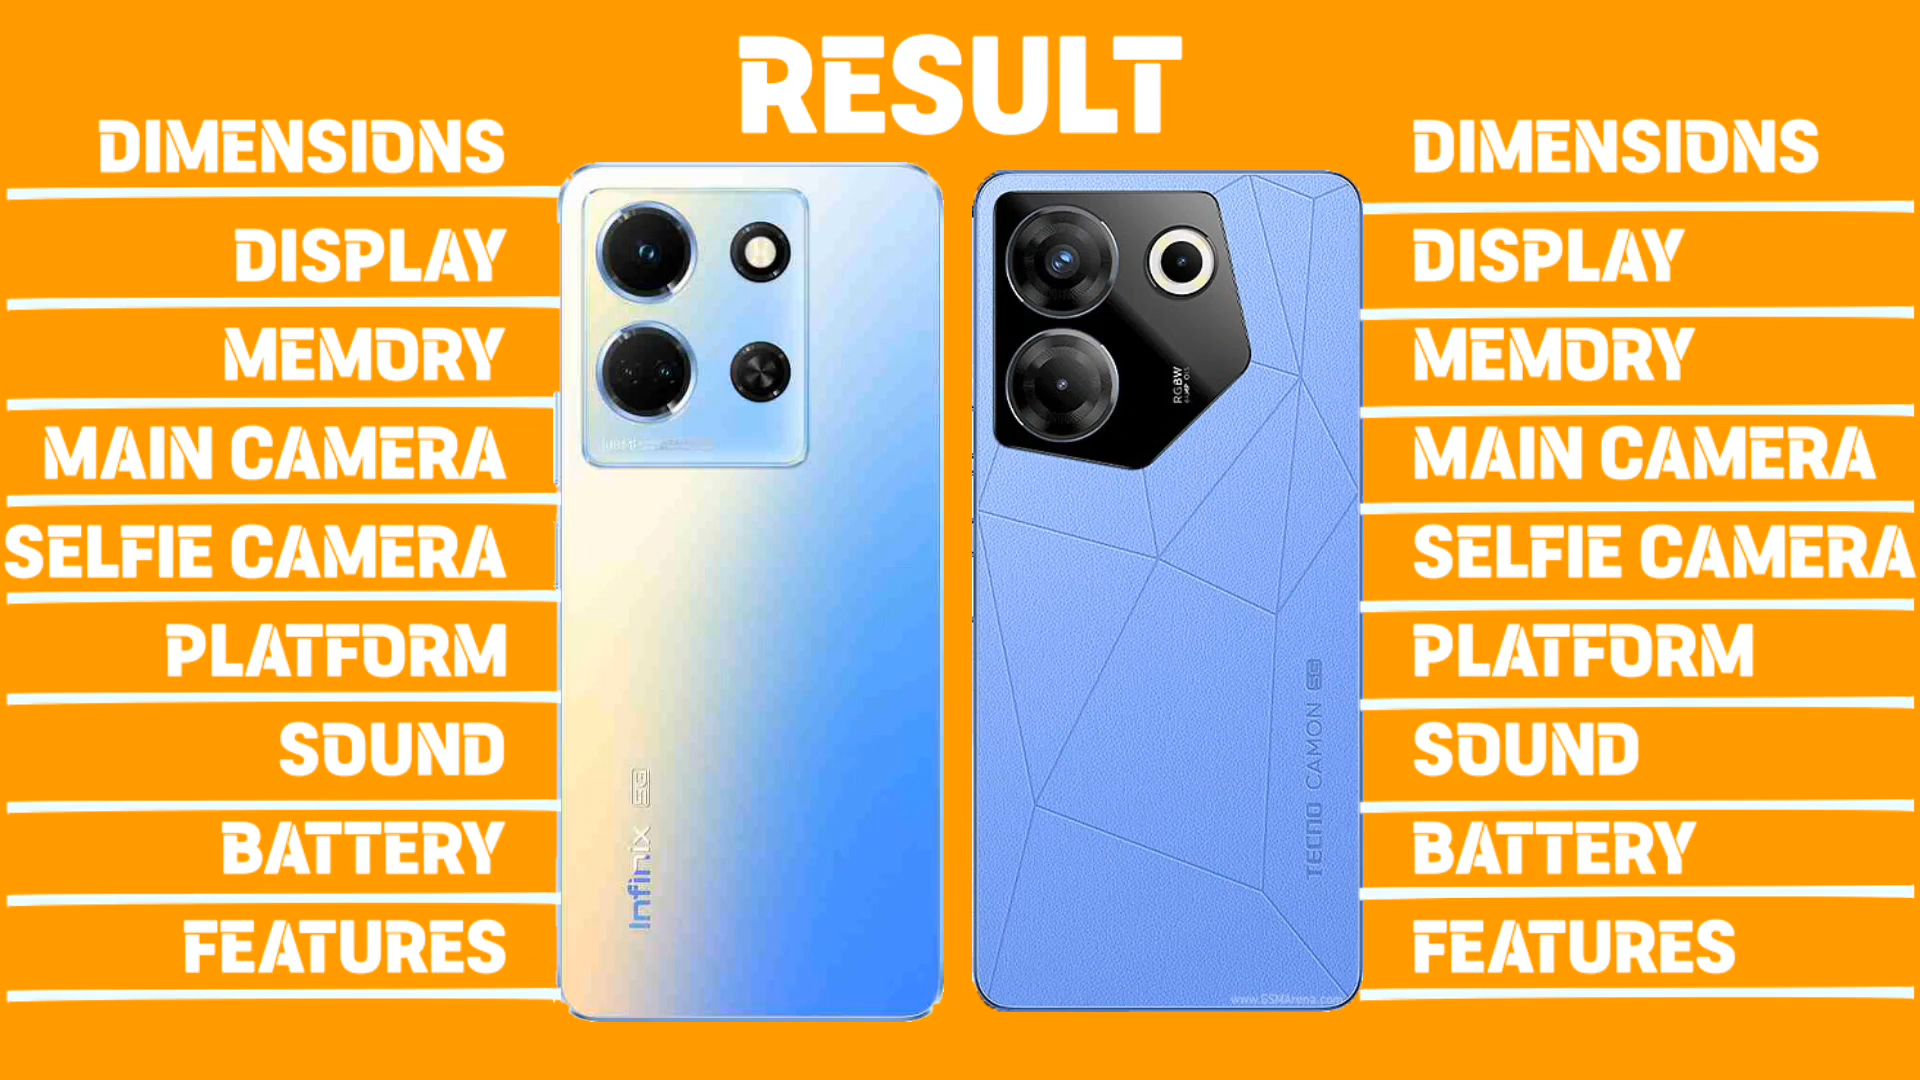 RESULT
DIMENSIONS
DISPLAY
MEMORY
MAIN CAMERA
SELFIE CAMERA
PLATFORM
SOUND
BATTERY
FEATURES
Infinix 5G
RGBW
TECNO CAMON 5G
www.GSMArena.com
DIMENSIONS
DISPLAY
MEMORY
MAIN CAMERA
SELFIE CAMERA
PLATFORM
SOUND
BATTERY
FEATURES